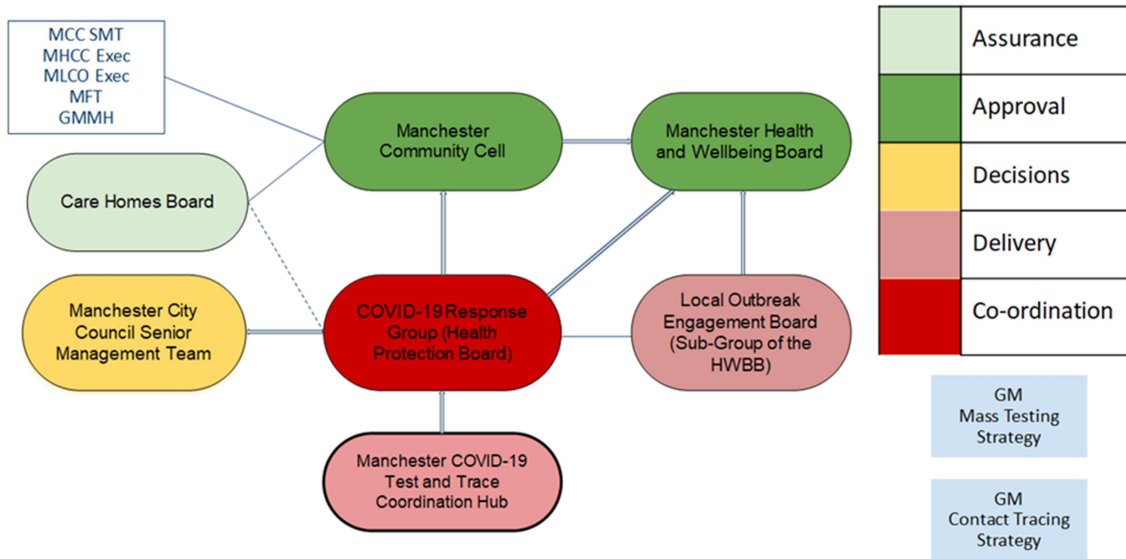 MCC SMT
MHCC Exec
MLCO Exec
MFT
GMMH
Manchester
Community Cell
Manchester Health
and Wellbeing Board
Care Homes Board
Manchester City
Council Senior
Management Team
COVID-19 Response
Group (Health
Protection Board)
Local Outbreak
Engagement Board
(Sub-Group of the
HWBB)
Manchester COVID-19
Test and Trace
Coordination Hub
Assurance
Approval
Decisions
Delivery
Co-ordination
GM
Mass Testing
Strategy
GM
Contact Tracing
Strategy